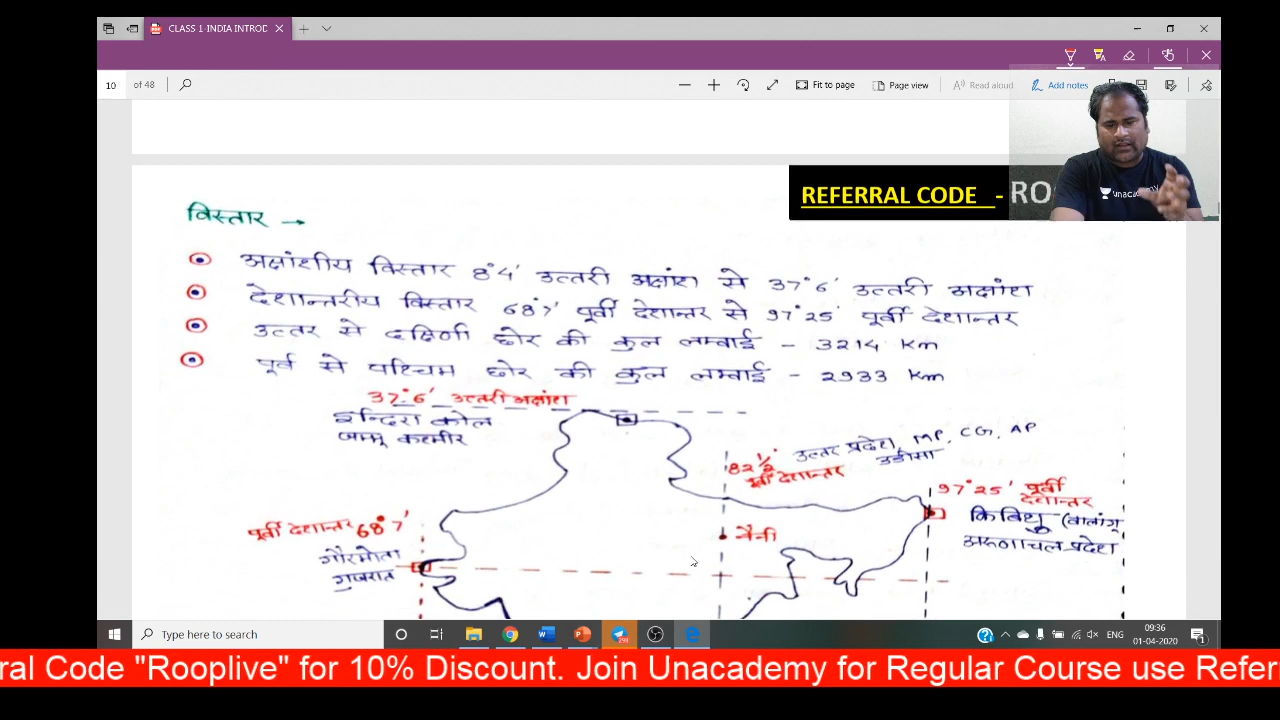 CLASS 1-INDIA INTROD
10 of 48
Fit to page
Page view
Read aloud
Add notes
REFERRAL CODE - RO
unacademy
विस्तार →
अक्षांशीय विस्तार 8°4' उत्तरी अक्षांश से 37°6' उत्तरी अक्षांश
देशान्तरीय विस्तार 68°7' पूर्वी देशान्तर से 97°25' पूर्वी देशान्तर
उत्तर से दक्षिणी छोर की कुल लम्बाई - 3214 Km
पूर्व से पश्चिम छोर की कुल लम्बाई - 2933 Km
37°6' उत्तरी अक्षांश
इन्दिरा कोल
जम्मू कश्मीर
82½°
पूर्वी देशान्तर
उत्तर प्रदेश, MP, CG, AP
उडीसा
97°25' पूर्वी
देशान्तर
किबिथु (वालांग्
अरूणाचल प्रदेश
पूर्वी देशान्तर 68°7'
गौरमोता
गुजरात
नैनी
Type here to search
298
ENG
09:36
01-04-2020
1
ral Code "Rooplive" for 10% Discount. Join Unacademy for Regular Course use Refer